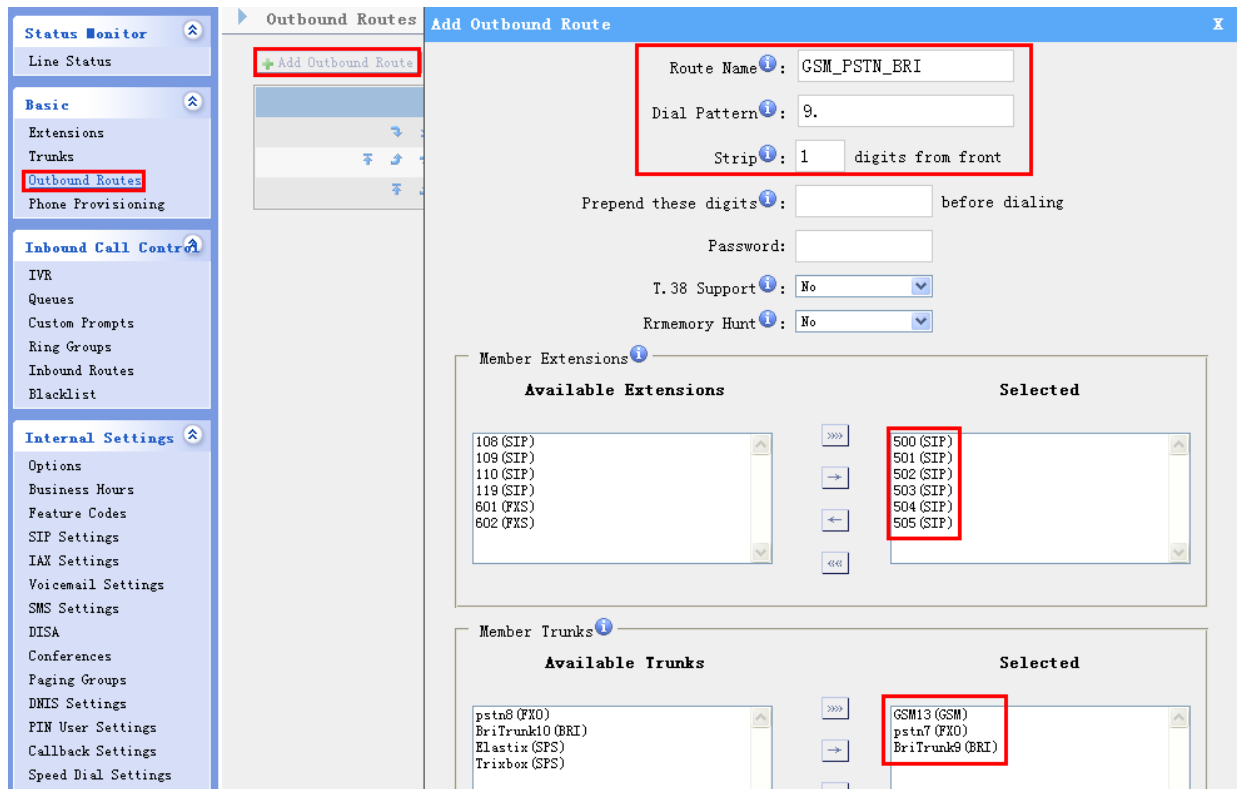 Status Monitor
Line Status
Basic
Extensions
Trunks
Outbound Routes
Phone Provisioning
Inbound Call Control
IVR
Queues
Custom Prompts
Ring Groups
Inbound Routes
Blacklist
Internal Settings
Options
Business Hours
Feature Codes
SIP Settings
IAX Settings
Voicemail Settings
SMS Settings
DISA
Conferences
Paging Groups
DNIS Settings
PIN User Settings
Callback Settings
Speed Dial Settings
Outbound Routes
Add Outbound Route
Add Outbound Route X
Route Name : GSM_PSTN_BRI
Dial Pattern : 9.
Strip : 1 digits from front
Prepend these digits : before dialing
Password:
T.38 Support : No
Rrmemory Hunt : No
Member Extensions
Available Extensions
108(SIP)
109(SIP)
110(SIP)
119(SIP)
601(FXS)
602(FXS)
Selected
500(SIP)
501(SIP)
502(SIP)
503(SIP)
504(SIP)
505(SIP)
Member Trunks
Available Trunks
pstn8(FXO)
BriTrunk10(BRI)
Elastix(SPS)
Trixbox(SPS)
Selected
GSM13(GSM)
pstn7(FXO)
BriTrunk9(BRI)